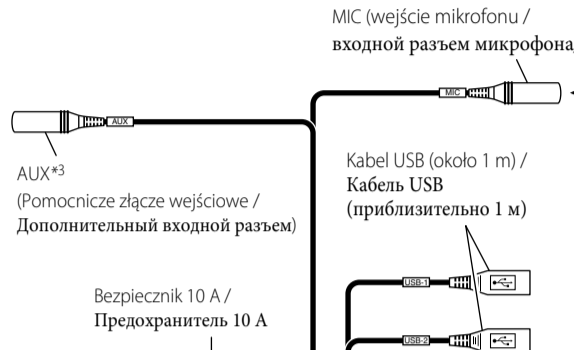 MIC (wejście mikrofonu /
входной разъем микрофона
MIC
AUX
AUX*3
(Pomocnicze złącze wejściowe /
Дополнительный входной разъем)
Kabel USB (około 1 m) /
Кабель USB
(приблизительно 1 м)
Bezpiecznik 10 A /
Предохранитель 10 A
USB-1
USB-2